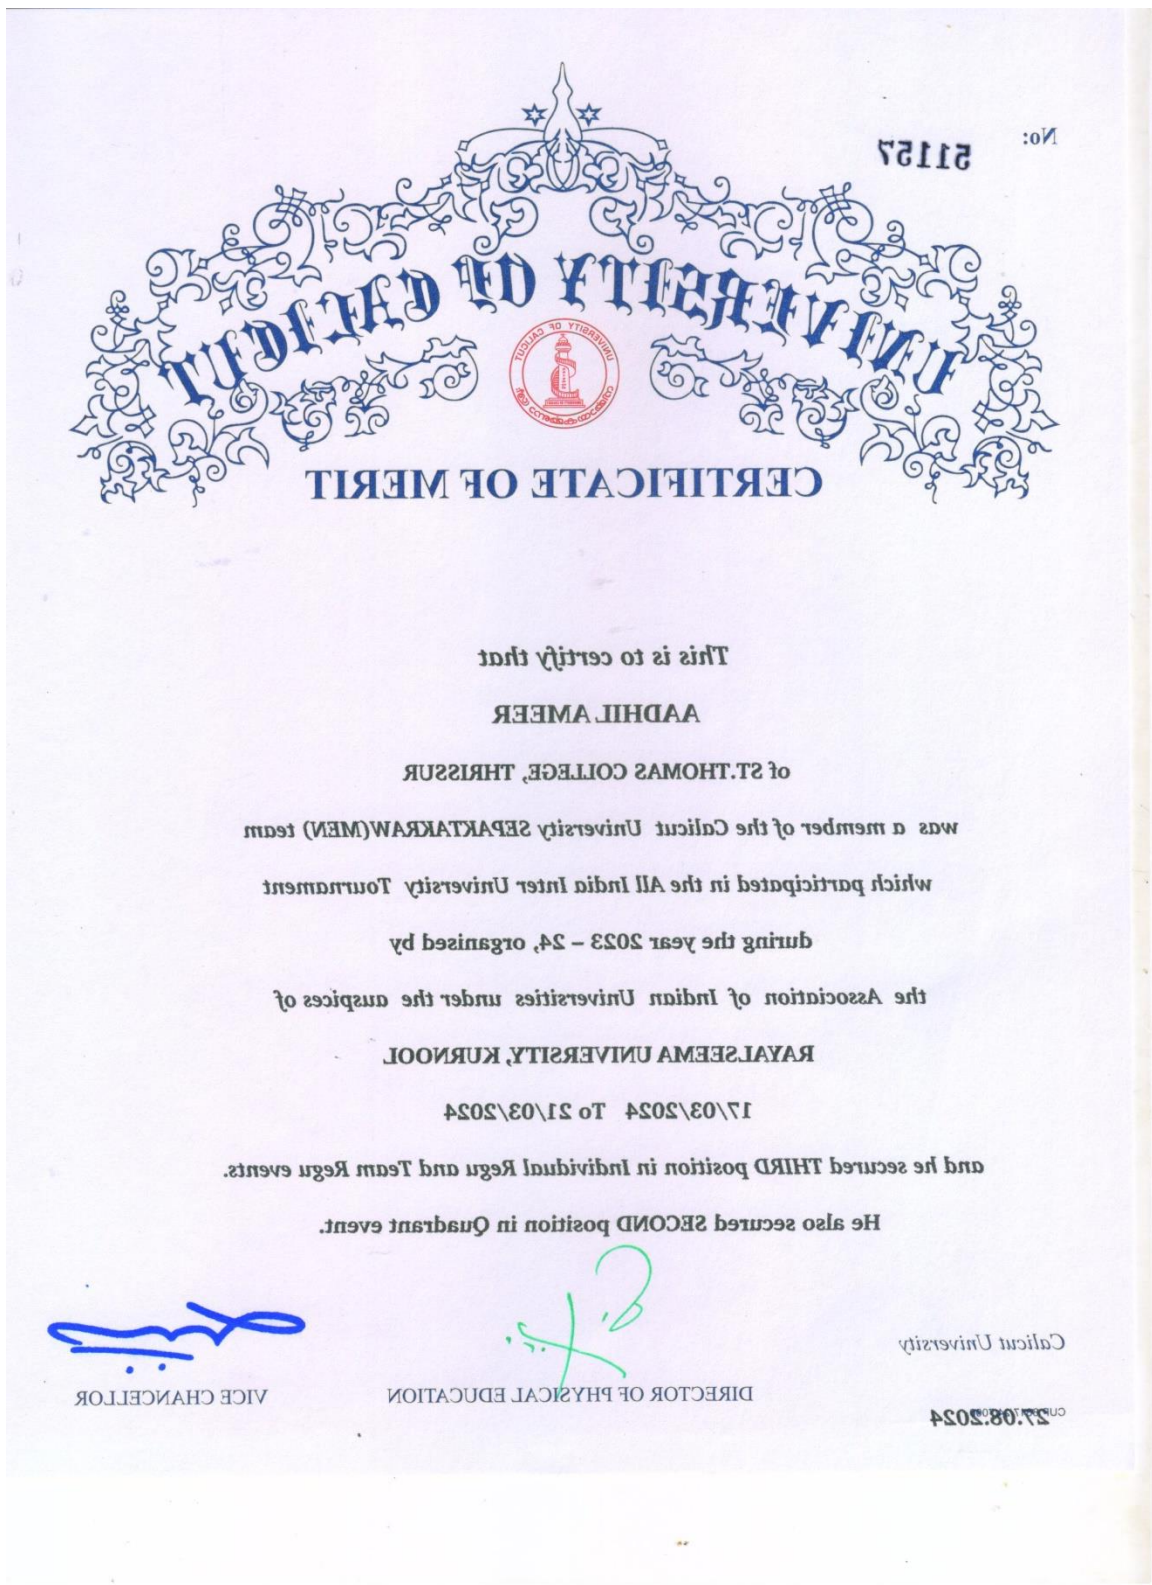 No:
51157
UNIVERSITY OF CALICUT
UNIVERSITY OF CALICUT
CERTIFICATE OF MERIT
This is to certify that
AADHIL AMEER
of ST.THOMAS COLLEGE, THRISSUR
was a member of the Calicut University SEPAKTAKRAW(MEN) team
which participated in the All India Inter University Tournament
during the year 2023 – 24, organised by
the Association of Indian Universities under the auspices of
RAYALSEEMA UNIVERSITY, KURNOOL
17/03/2024 To 21/03/2024
and he secured THIRD position in Individual Regu and Team Regu events.
He also secured SECOND position in Quadrant event.
Calicut University
27.08.2024
DIRECTOR OF PHYSICAL EDUCATION
VICE CHANCELLOR